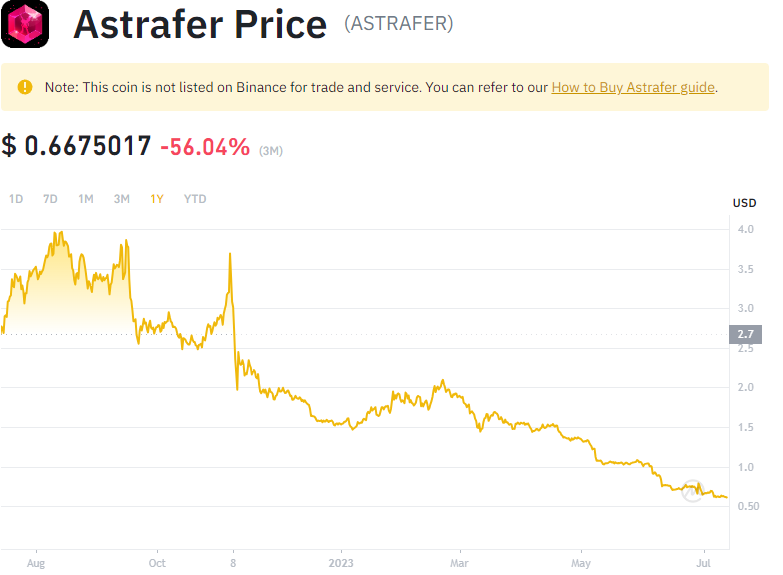 Astrafer Price (ASTRAFER)
Note: This coin is not listed on Binance for trade and service. You can refer to our How to Buy Astrafer guide.
$ 0.6675017 -56.04% (3M)
1D 7D 1M 3M 1Y YTD
USD
4.0
3.5
3.0
2.7
2.5
2.0
1.5
1.0
0.50
Aug Oct 8 2023 Mar May Jul